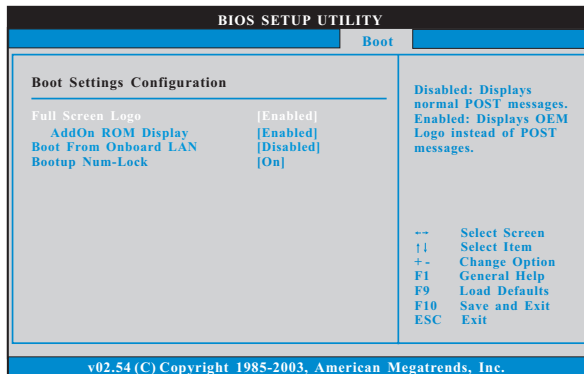 BIOS SETUP UTILITY
Boot
Boot Settings Configuration
Full Screen Logo [Enabled]
AddOn ROM Display [Enabled]
Boot From Onboard LAN [Disabled]
Bootup Num-Lock [On]
Disabled: Displays
normal POST messages.
Enabled: Displays OEM
Logo instead of POST
messages.
←→ Select Screen
↑↓ Select Item
+ - Change Option
F1 General Help
F9 Load Defaults
F10 Save and Exit
ESC Exit
v02.54 (C) Copyright 1985-2003, American Megatrends, Inc.